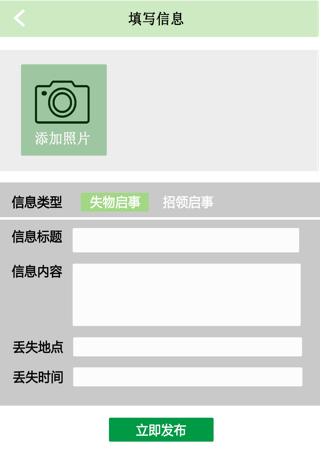 填写信息
添加照片
信息类型 失物启事 招领启事
信息标题
信息内容
丢失地点
丢失时间
立即发布